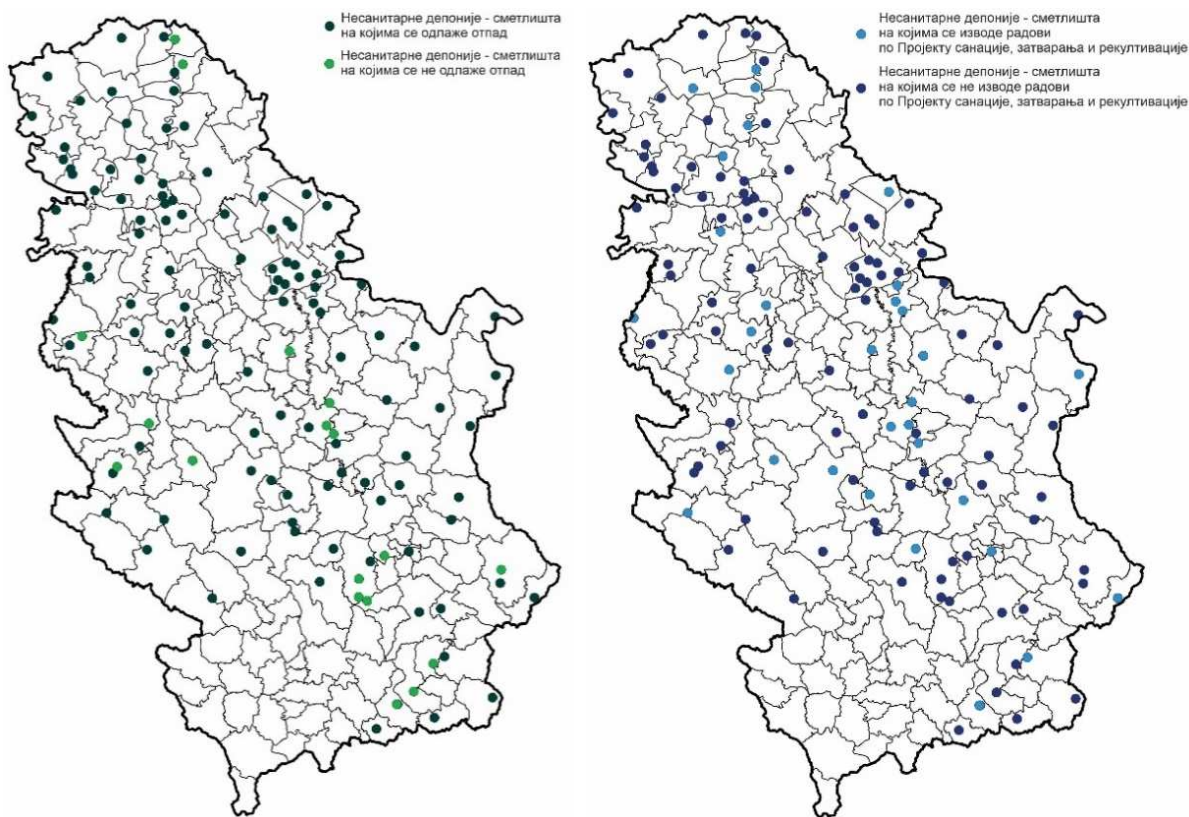 Несанитарне депоније - сметлишта
на којима се одлаже отпад
Несанитарне депоније - сметлишта
на којима се не одлаже отпад
Несанитарне депоније - сметлишта
на којима се изводе радови
по Пројекту санације, затварања и рекултивације
Несанитарне депоније - сметлишта
на којима се не изводе радови
по Пројекту санације, затварања и рекултивације